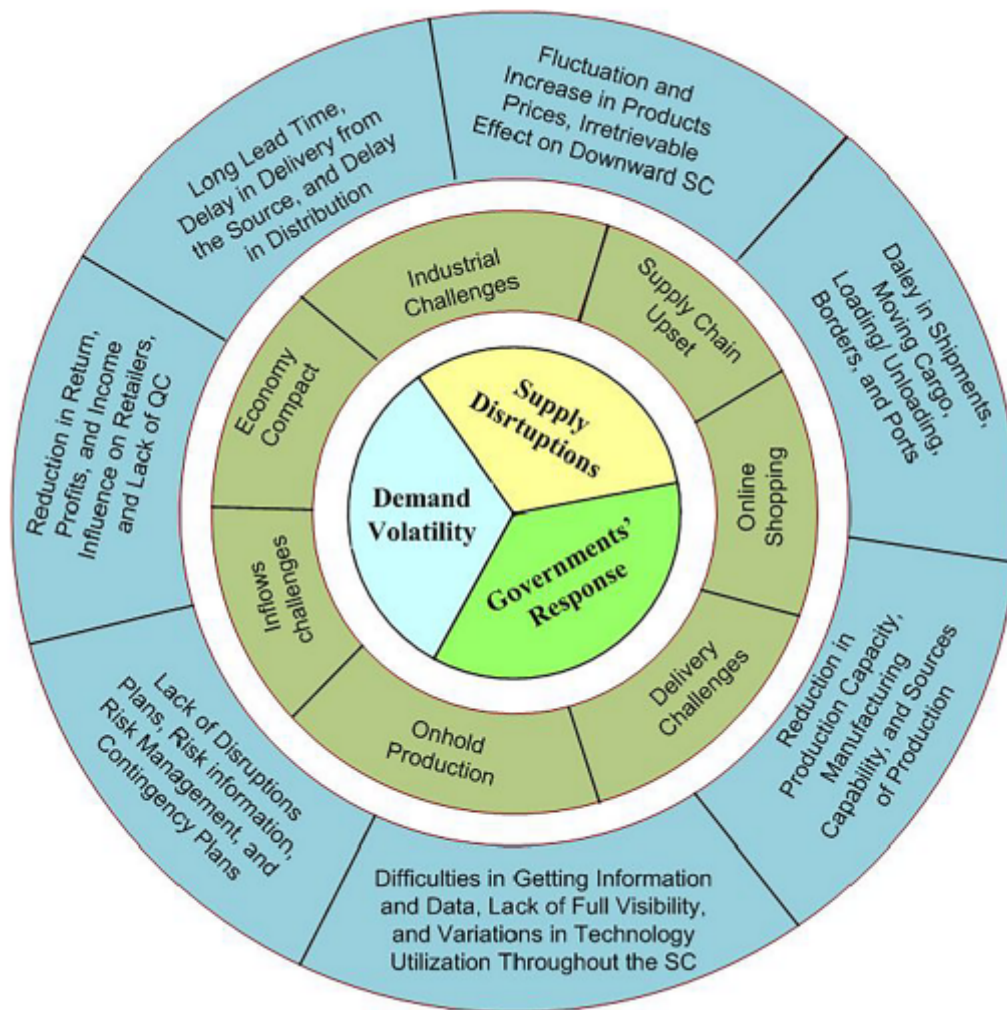 Fluctuation and
Increase in Products
Prices, Irretrievable
Effect on Downward SC
Daley in Shipments,
Moving Cargo,
Loading/ Unloading,
Borders, and Ports
Reduction in
Production Capacity,
Manufacturing
Capability, and Sources
of Production
Difficulties in Getting Information
and Data, Lack of Full Visibility,
and Variations in Technology
Utilization Throughout the SC
Lack of Disruptions
Plans, Risk information,
Risk Management, and
Contingency Plans
Reduction in Return,
Profits, and Income
Influence on Retailers,
and Lack of QC
Long Lead Time,
Delay in Delivery from
the Source, and Delay
in Distribution
Industrial
Challenges
Supply Chain
Upset
Online
Shopping
Delivery
Challenges
Onhold
Production
Inflows
challenges
Economy
Compact
Supply
Disrtuptions
Governments'
Response
Demand
Volatility